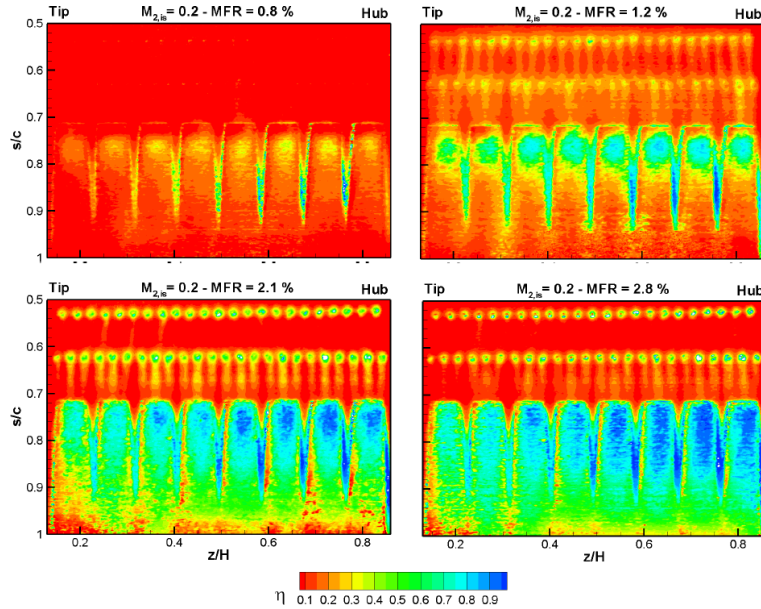 Tip M2,is = 0.2 - MFR = 0.8 % Hub
0.5
0.6
0.7
0.8
0.9
1
s/c
Tip M2,is = 0.2 - MFR = 1.2 % Hub
Tip M2,is = 0.2 - MFR = 2.1 % Hub
0.5
0.6
0.7
0.8
0.9
1
s/c
0.2 0.4 0.6 0.8
z/H
Tip M2,is = 0.2 - MFR = 2.8 % Hub
0.2 0.4 0.6 0.8
z/H
η 0.1 0.2 0.3 0.4 0.5 0.6 0.7 0.8 0.9